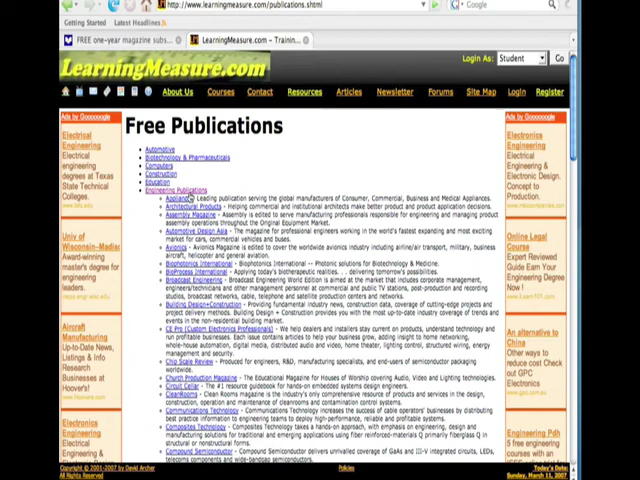 http://www.learningmeasure.com/publications.shtml
Google
Getting Started Latest Headlines
FREE one-year magazine subs...
LearningMeasure.com – Trainin...
LearningMeasure.com
Login As: Student Go
About Us Courses Contact Resources Articles Newsletter Forums Site Map Login Register
Ads by Gooooogle
Electrical
Engineering
Electrical
engineering
degrees at Texas
State Technical
Colleges.
Univ of
Wisconsin-Madison
Award-winning
master's degree for
engineers
Aircraft
Manufacturing
Up-to-Date News,
Listings & Info
Research
Businesses at
Hoover's!
www.Hoovers.com
Electronics
Engineering
Free Publications
Automotive
Biotechnology & Pharmaceuticals
Computers
Construction
Education
Engineering Publications
Leading publication serving the global manufacturers of Consumer, Commercial, Business and Medical Appliances.
Architectural Products - Helping commercial and institutional architects make better product and product application decisions.
Assembly Magazine - Assembly is edited to serve manufacturing professionals responsible for engineering and managing product
assembly operations throughout the Original Equipment Market.
Automotive Design Asia - The magazine for professional engineers working in the world's fastest expanding and most exciting
market for cars, commercial vehicles and buses.
Avionics - Avionics Magazine is edited to cover the worldwide avionics industry including airline/air transport, military, business
aircraft, helicopter and general aviation.
Biophotonics International - Biophotonics International -- Photonic solutions for Biotechnology & Medicine.
BioProcess International - Applying today's biotherapeutic realities. . . delivering tomorrow's possibilities.
Broadcast Engineering - Broadcast Engineering World Edition is aimed at the market that includes corporate management,
engineers/technicians and other management personnel at commercial and public TV stations, post-production and recording
studios, broadcast networks, cable, telephone and satellite production centers and networks.
Building Design+Construction - Providing fundamental industry news, construction data, coverage of cutting-edge projects and
project delivery methods. Building Design + Construction provides you with the most up-to-date industry coverage of trends and
events in the non-residential building market.
CE Pro (Custom Electronics Professionals) - We help dealers and installers stay current on products, understand technology and
run profitable businesses. Each issue contains articles to help you business grow, adding insight to home networking,
whole-house automation, digital media, distributed audio and video, home theater, lighting control, structured wiring, energy
management and security.
Chip Scale Review - Produced for engineers, R&D, manufacturing specialists, and end-users of semiconductor packaging
worldwide.
Church Production Magazine - The Educational Magazine for Houses of Worship covering Audio, Video and Lighting technologies.
Circuit Cellar - The #1 resource guidebook for hands-on embedded systems design engineers.
CleanRooms - Clean Rooms magazine is the industry's only comprehensive resource of products and services in the design,
construction, operation and maintenance of cleanrooms and contamination control systems.
Communications Technology - Communications Technology increases the success of cable operators' businesses by distributing
best practice information to quantifiably grow revenue, deliver high-performance, reliable and profitable systems.
Composites Technology - Composites Technology takes a hands-on approach, with emphasis on engineering, design and
manufacturing solutions for traditional and emerging applications using fiber reinforced-materials
in structural or nonstructural forms.
Compound Semiconductor - Compound Semiconductor delivers unrivalled coverage of GaAs and III-V integrated circuits, LEDs,
telecoms components and wide-bandgap semiconductors.
Ads by Gooooogle
Electronics
Engineering
Free Magazine
for Electronic
Design.
Concept to
Production
Online Legal
Course
Expert Reviewed
Guide Earn Your
Engineering
Degree Now !
An alternative to
China
Other ways to
reduce cost Check
out GPC
Electronics
www.gpc.com.au
Engineering Pdh
5 free engineering
courses with an
Copyright © 2001-2007 by David Archer
All Rights Reserved
Policies
Today's Date:
Sunday, March 11, 2007